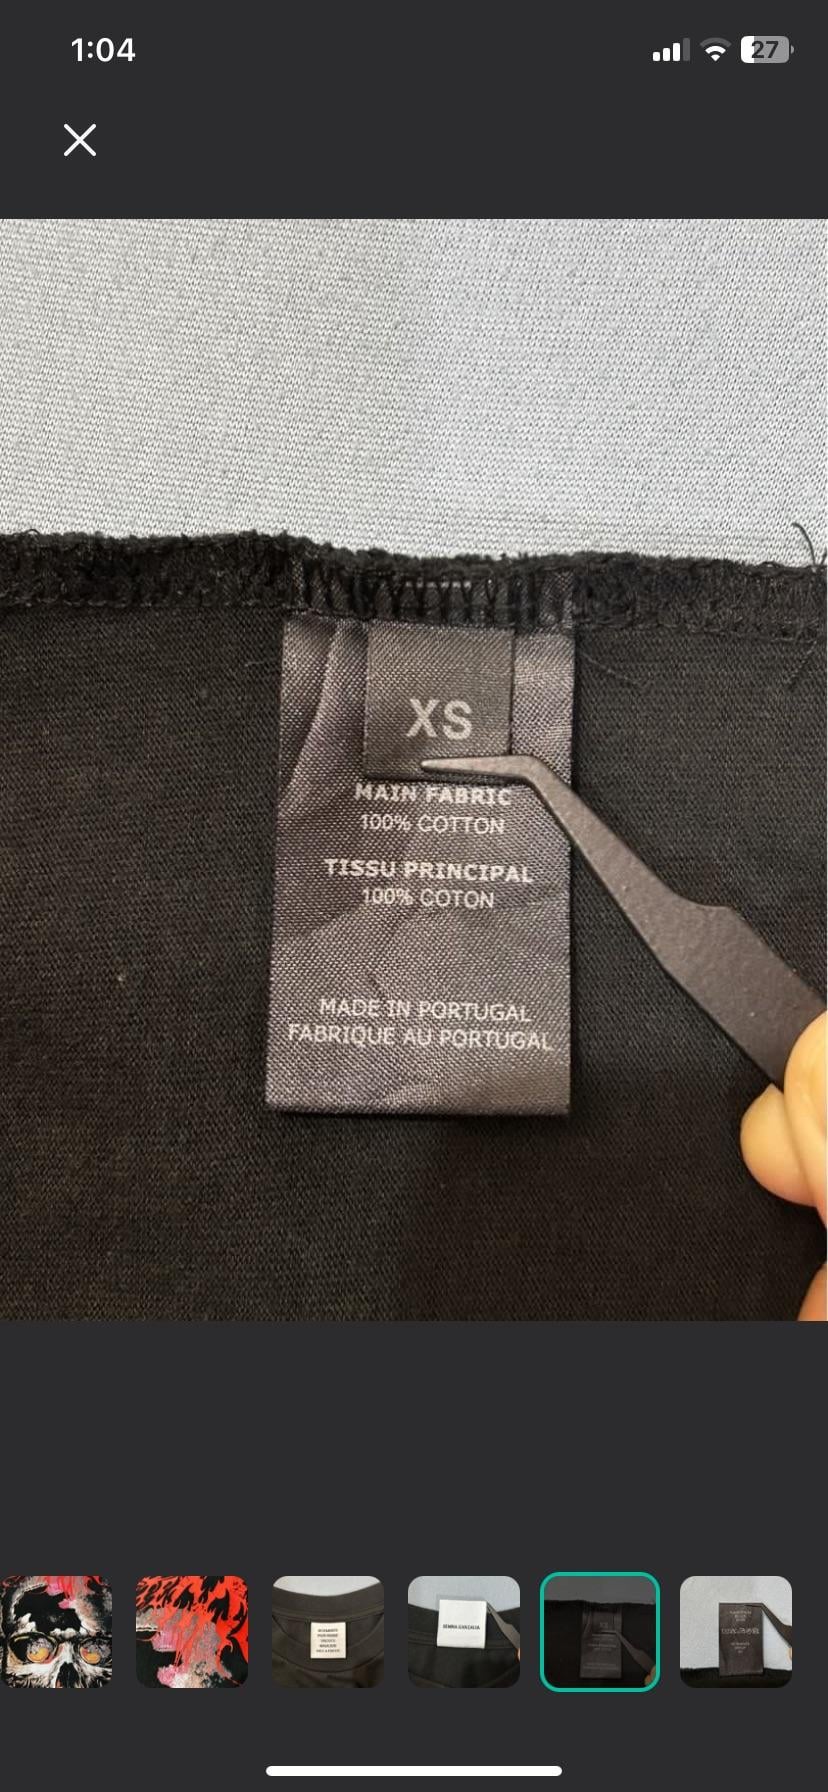 1:04
27
XS
MAIN FABRIC
100% COTTON
TISSU PRINCIPAL
100% COTON
MADE IN PORTUGAL
FABRIQUE AU PORTUGAL